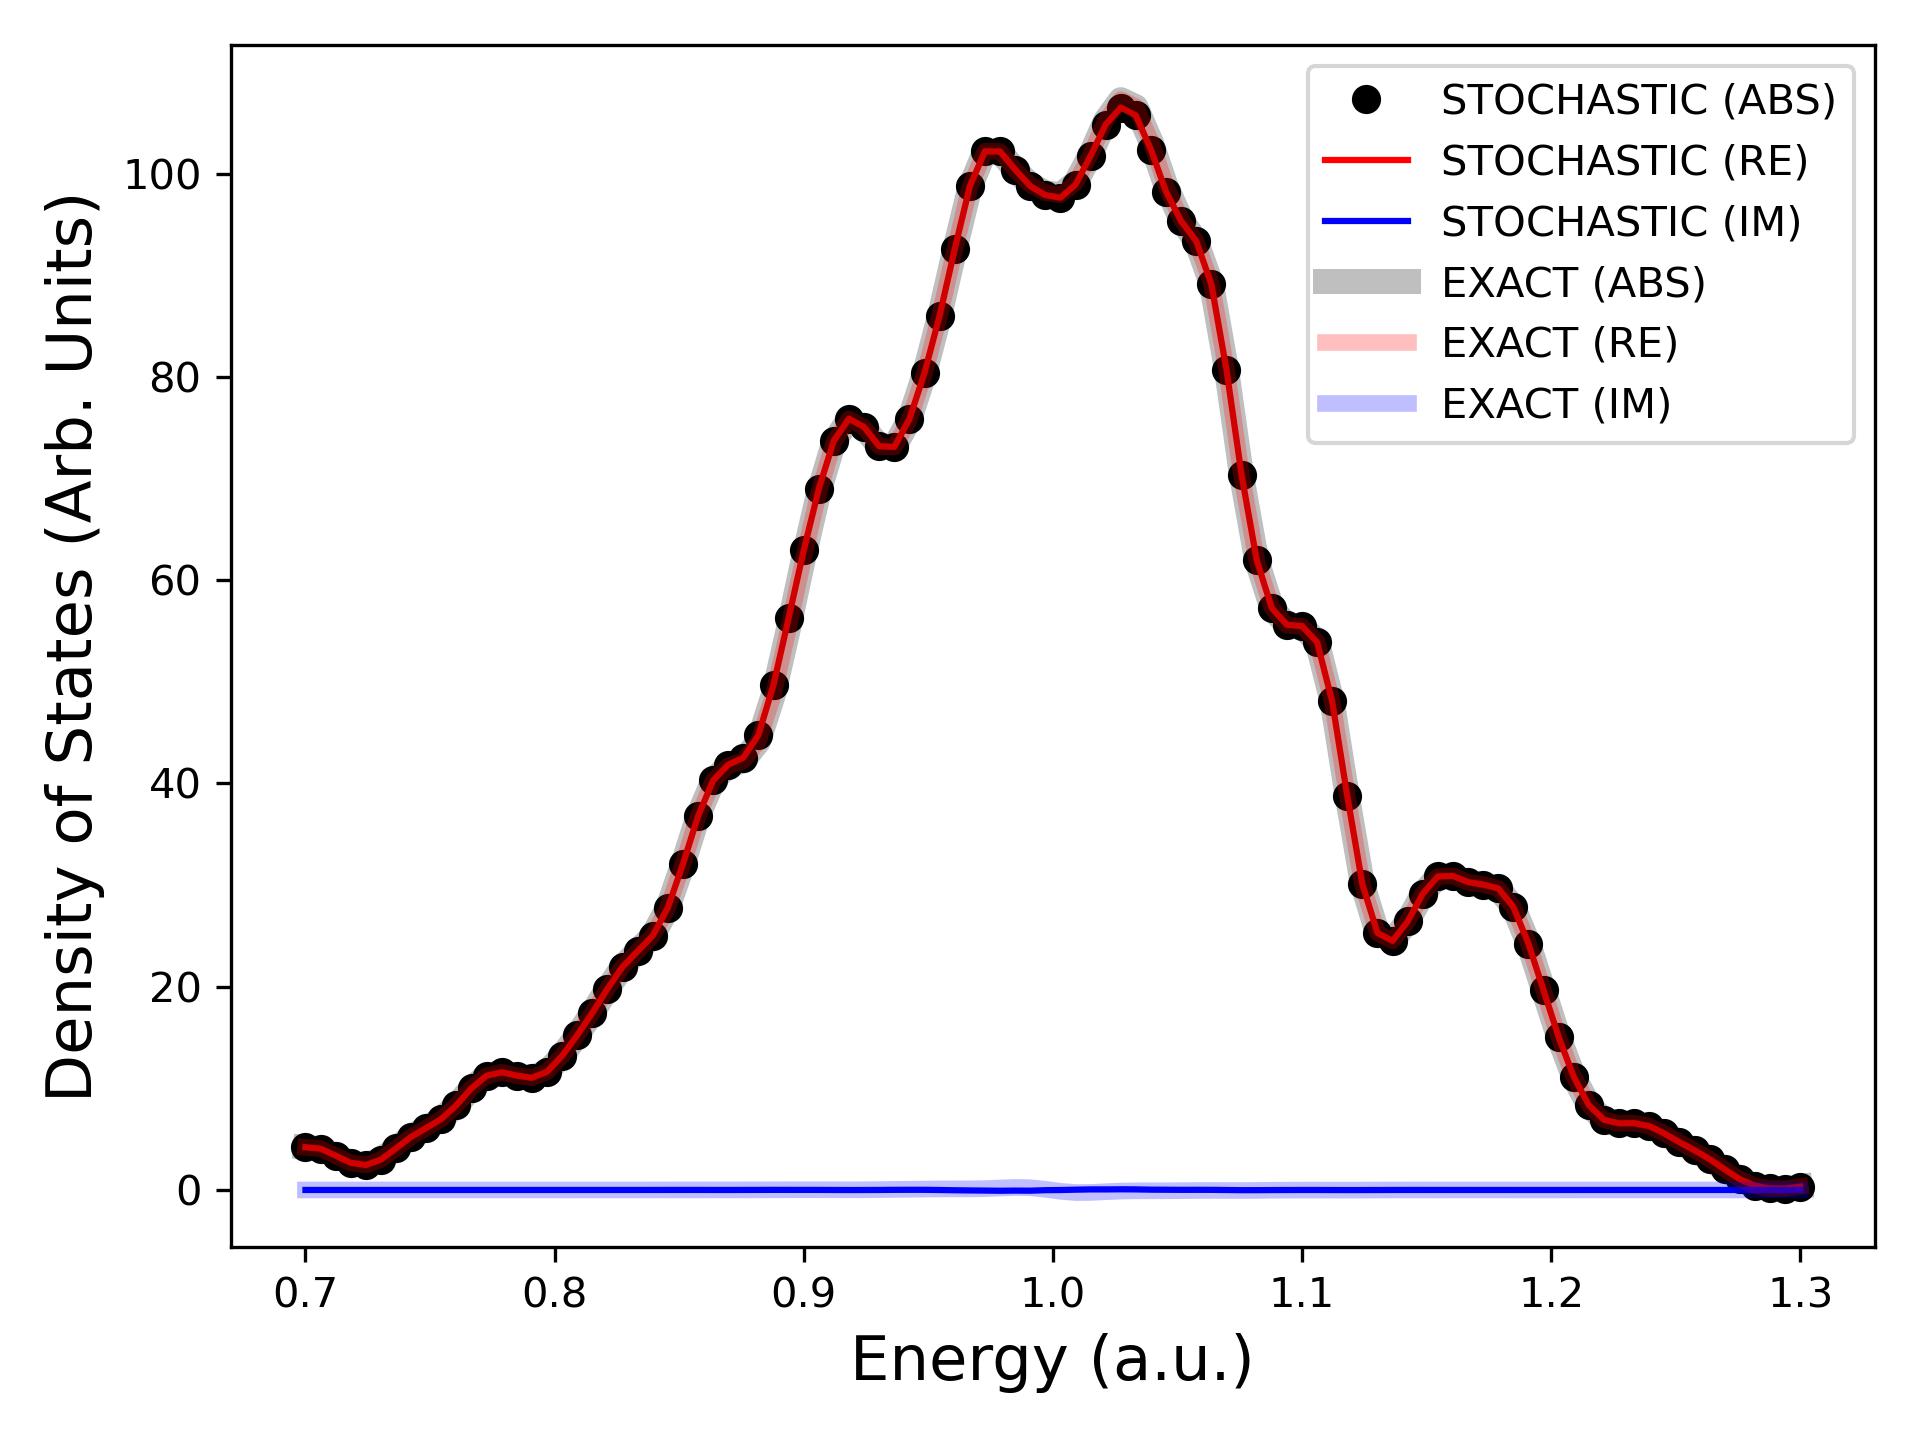 STOCHASTIC (ABS)
STOCHASTIC (RE)
STOCHASTIC (IM)
EXACT (ABS)
EXACT (RE)
EXACT (IM)
Density of States (Arb. Units)
100
80
60
40
20
0
0.7 0.8 0.9 1.0 1.1 1.2 1.3
Energy (a.u.)